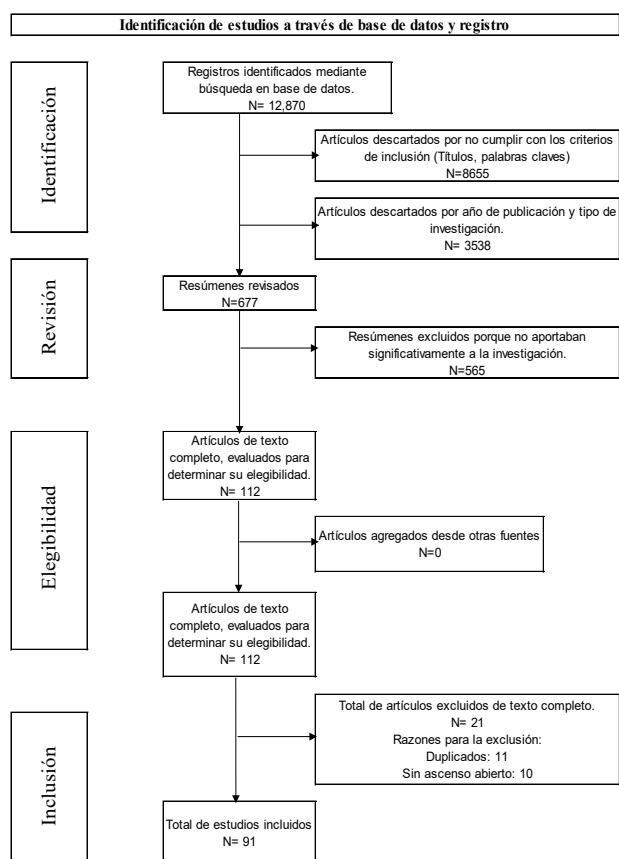 Identificación de estudios a través de base de datos y registro
Identificación
Registros identificados mediante
búsqueda en base de datos.
N= 12,870
Artículos descartados por no cumplir con los criterios
de inclusión (Títulos, palabras claves)
N=8655
Artículos descartados por año de publicación y tipo de
investigación.
N= 3538
Revisión
Resúmenes revisados
N=677
Resúmenes excluidos porque no aportaban
significativamente a la investigación.
N=565
Elegibilidad
Artículos de texto
completo, evaluados para
determinar su elegibilidad.
N= 112
Artículos agregados desde otras fuentes
N=0
Artículos de texto
completo, evaluados para
determinar su elegibilidad.
N= 112
Inclusión
Total de artículos excluidos de texto completo.
N= 21
Razones para la exclusión:
Duplicados: 11
Sin ascenso abierto: 10
Total de estudios incluidos
N= 91